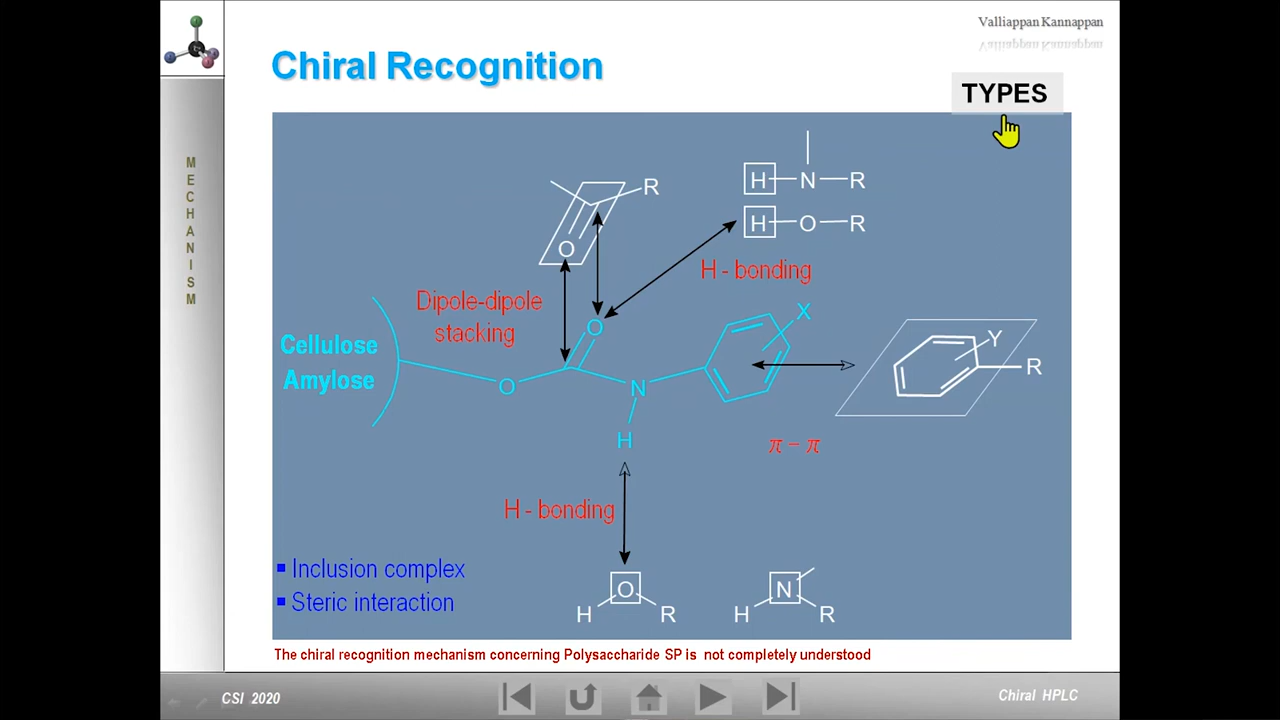 Valliappan Kannappan
Chiral Recognition
TYPES
MECHANISM
H N R
R
H O R
O
H - bonding
Dipole-dipole
stacking
X
O
Cellulose
Amylose
Y
R
O
N
H
π – π
H - bonding
Inclusion complex
Steric interaction
O
H R
N
H R
The chiral recognition mechanism concerning Polysaccharide SP is not completely understood
CSI 2020
Chiral HPLC